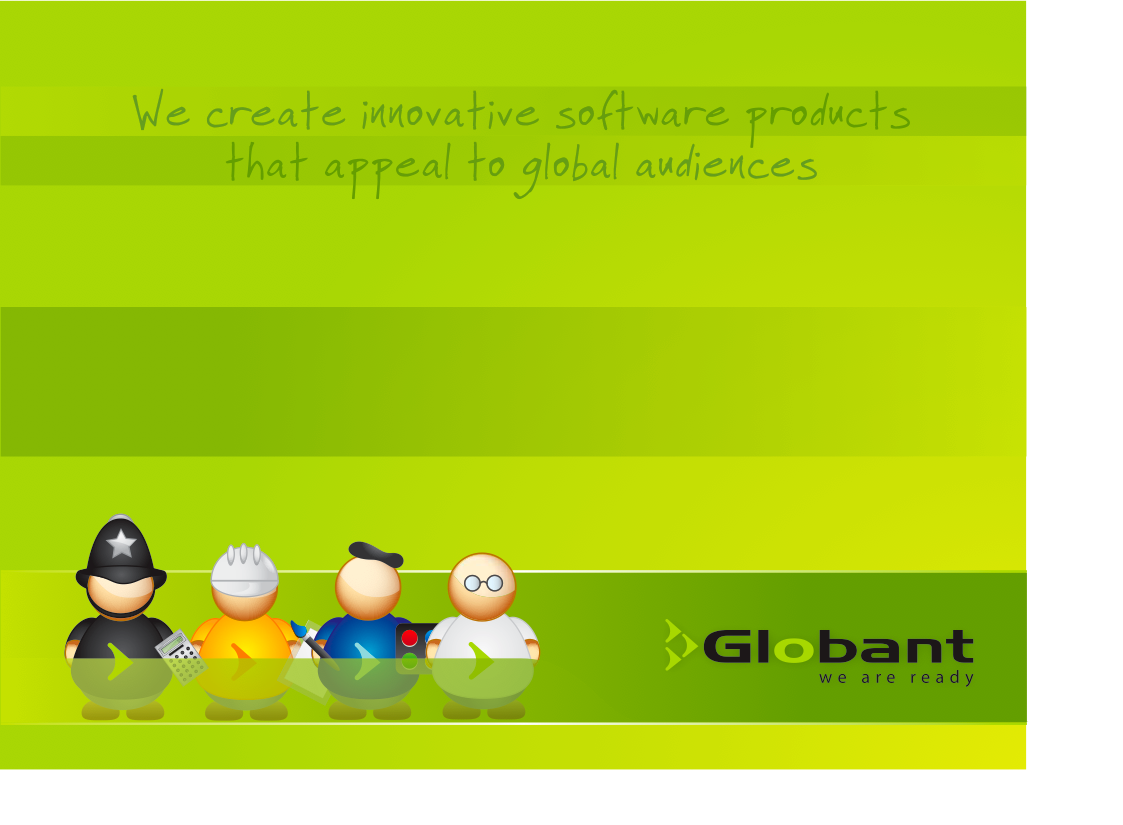 We create innovative software products
that appeal to global audiences
Globant
we are ready